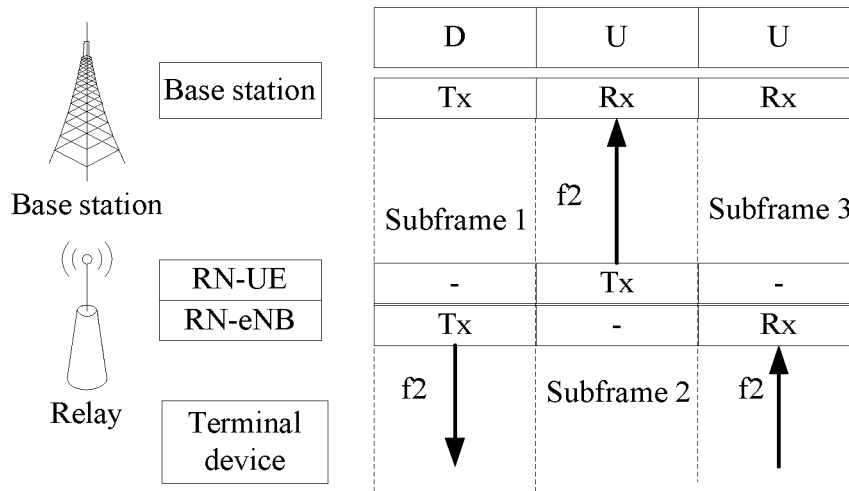 D U U
Base station Tx Rx Rx
Base station
f2
Subframe 1 Subframe 3
RN-UE - Tx -
RN-eNB Tx - Rx
Relay
f2 Subframe 2 f2
Terminal
device